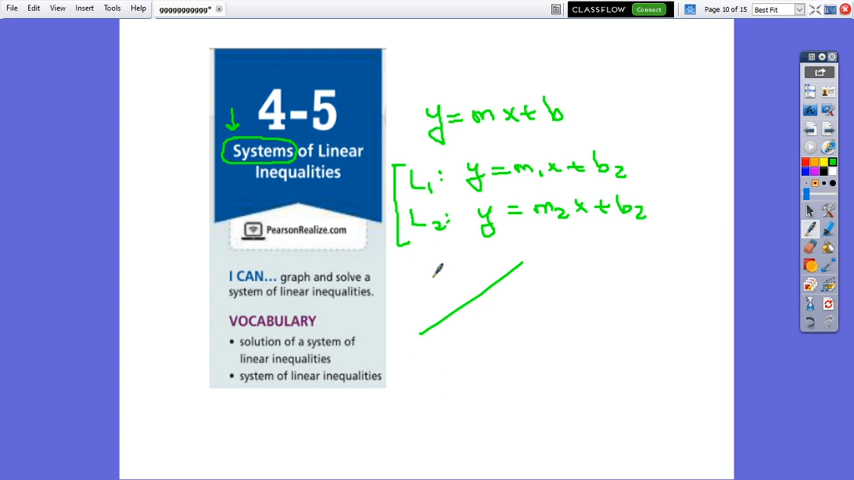 File Edit View Insert Tools Help
gggggggggggg*
CLASSFLOW Connect
Page 10 of 15
Best Fit
4-5
Systems of Linear
Inequalities
PearsonRealize.com
I CAN... graph and solve a
system of linear inequalities.
VOCABULARY
• solution of a system of
linear inequalities
• system of linear inequalities
y = mx + b
L1: y = m1x + b2
L2: y = m2x + b2